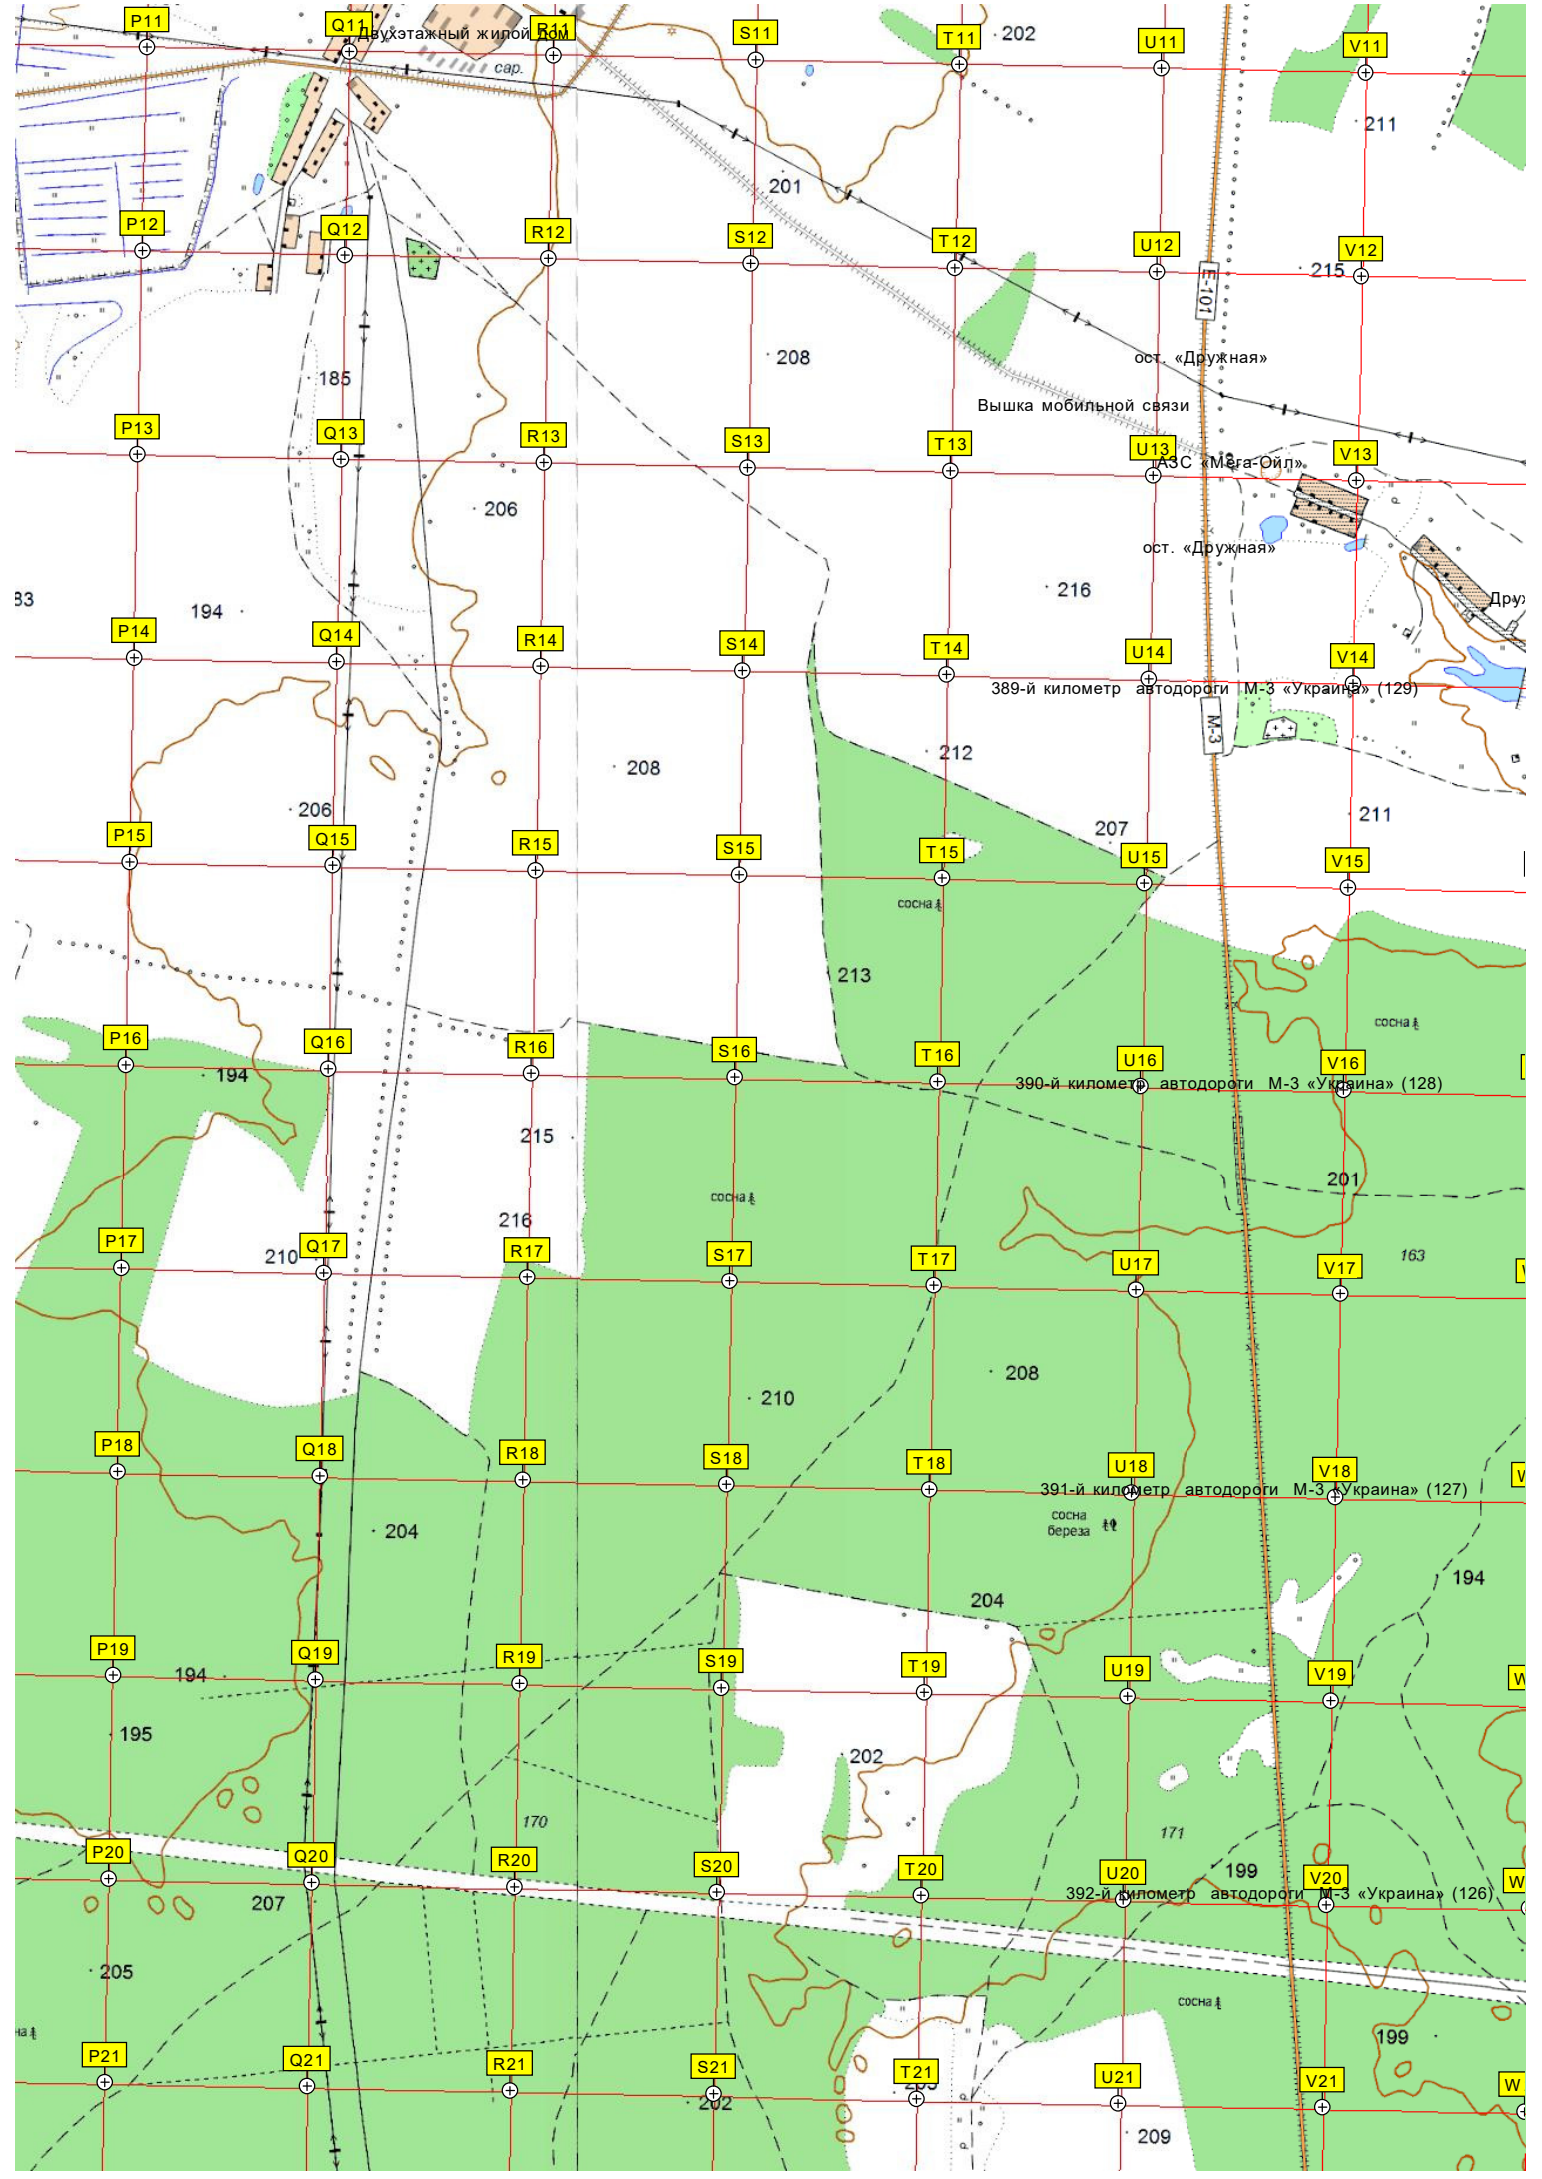 P11
Q11
Двухэтажный жилой дом
R11
S11
T11
202
U11
V11
сар.
211
201
P12
Q12
R12
S12
T12
U12
V12
215
E-101
208
ост. «Дружная»
185
Вышка мобильной связи
P13
Q13
R13
S13
T13
U13
АЗС «Мега-Ойл»
V13
206
ост. «Дружная»
216
83
194
P14
Q14
R14
S14
T14
U14
V14
389-й километр автодороги М-3 «Украина» (129)
М-3
212
208
206
211
207
P15
Q15
R15
S15
T15
U15
V15
сосна
213
сосна
P16
Q16
R16
S16
T16
U16
V16
194
390-й километр автодороги М-3 «Украина» (128)
215
201
сосна
216
P17
210
Q17
R17
S17
T17
U17
V17
163
208
210
P18
Q18
R18
S18
T18
U18
V18
391-й километр автодороги М-3 «Украина» (127)
204
сосна
береза
194
204
P19
194
Q19
R19
S19
T19
U19
V19
W
195
202
170
171
P20
Q20
R20
S20
T20
U20
199
V20
W
207
392-й километр автодороги М-3 «Украина» (126)
205
сосна
199
P21
Q21
R21
S21
T21
U21
V21
W
202
209